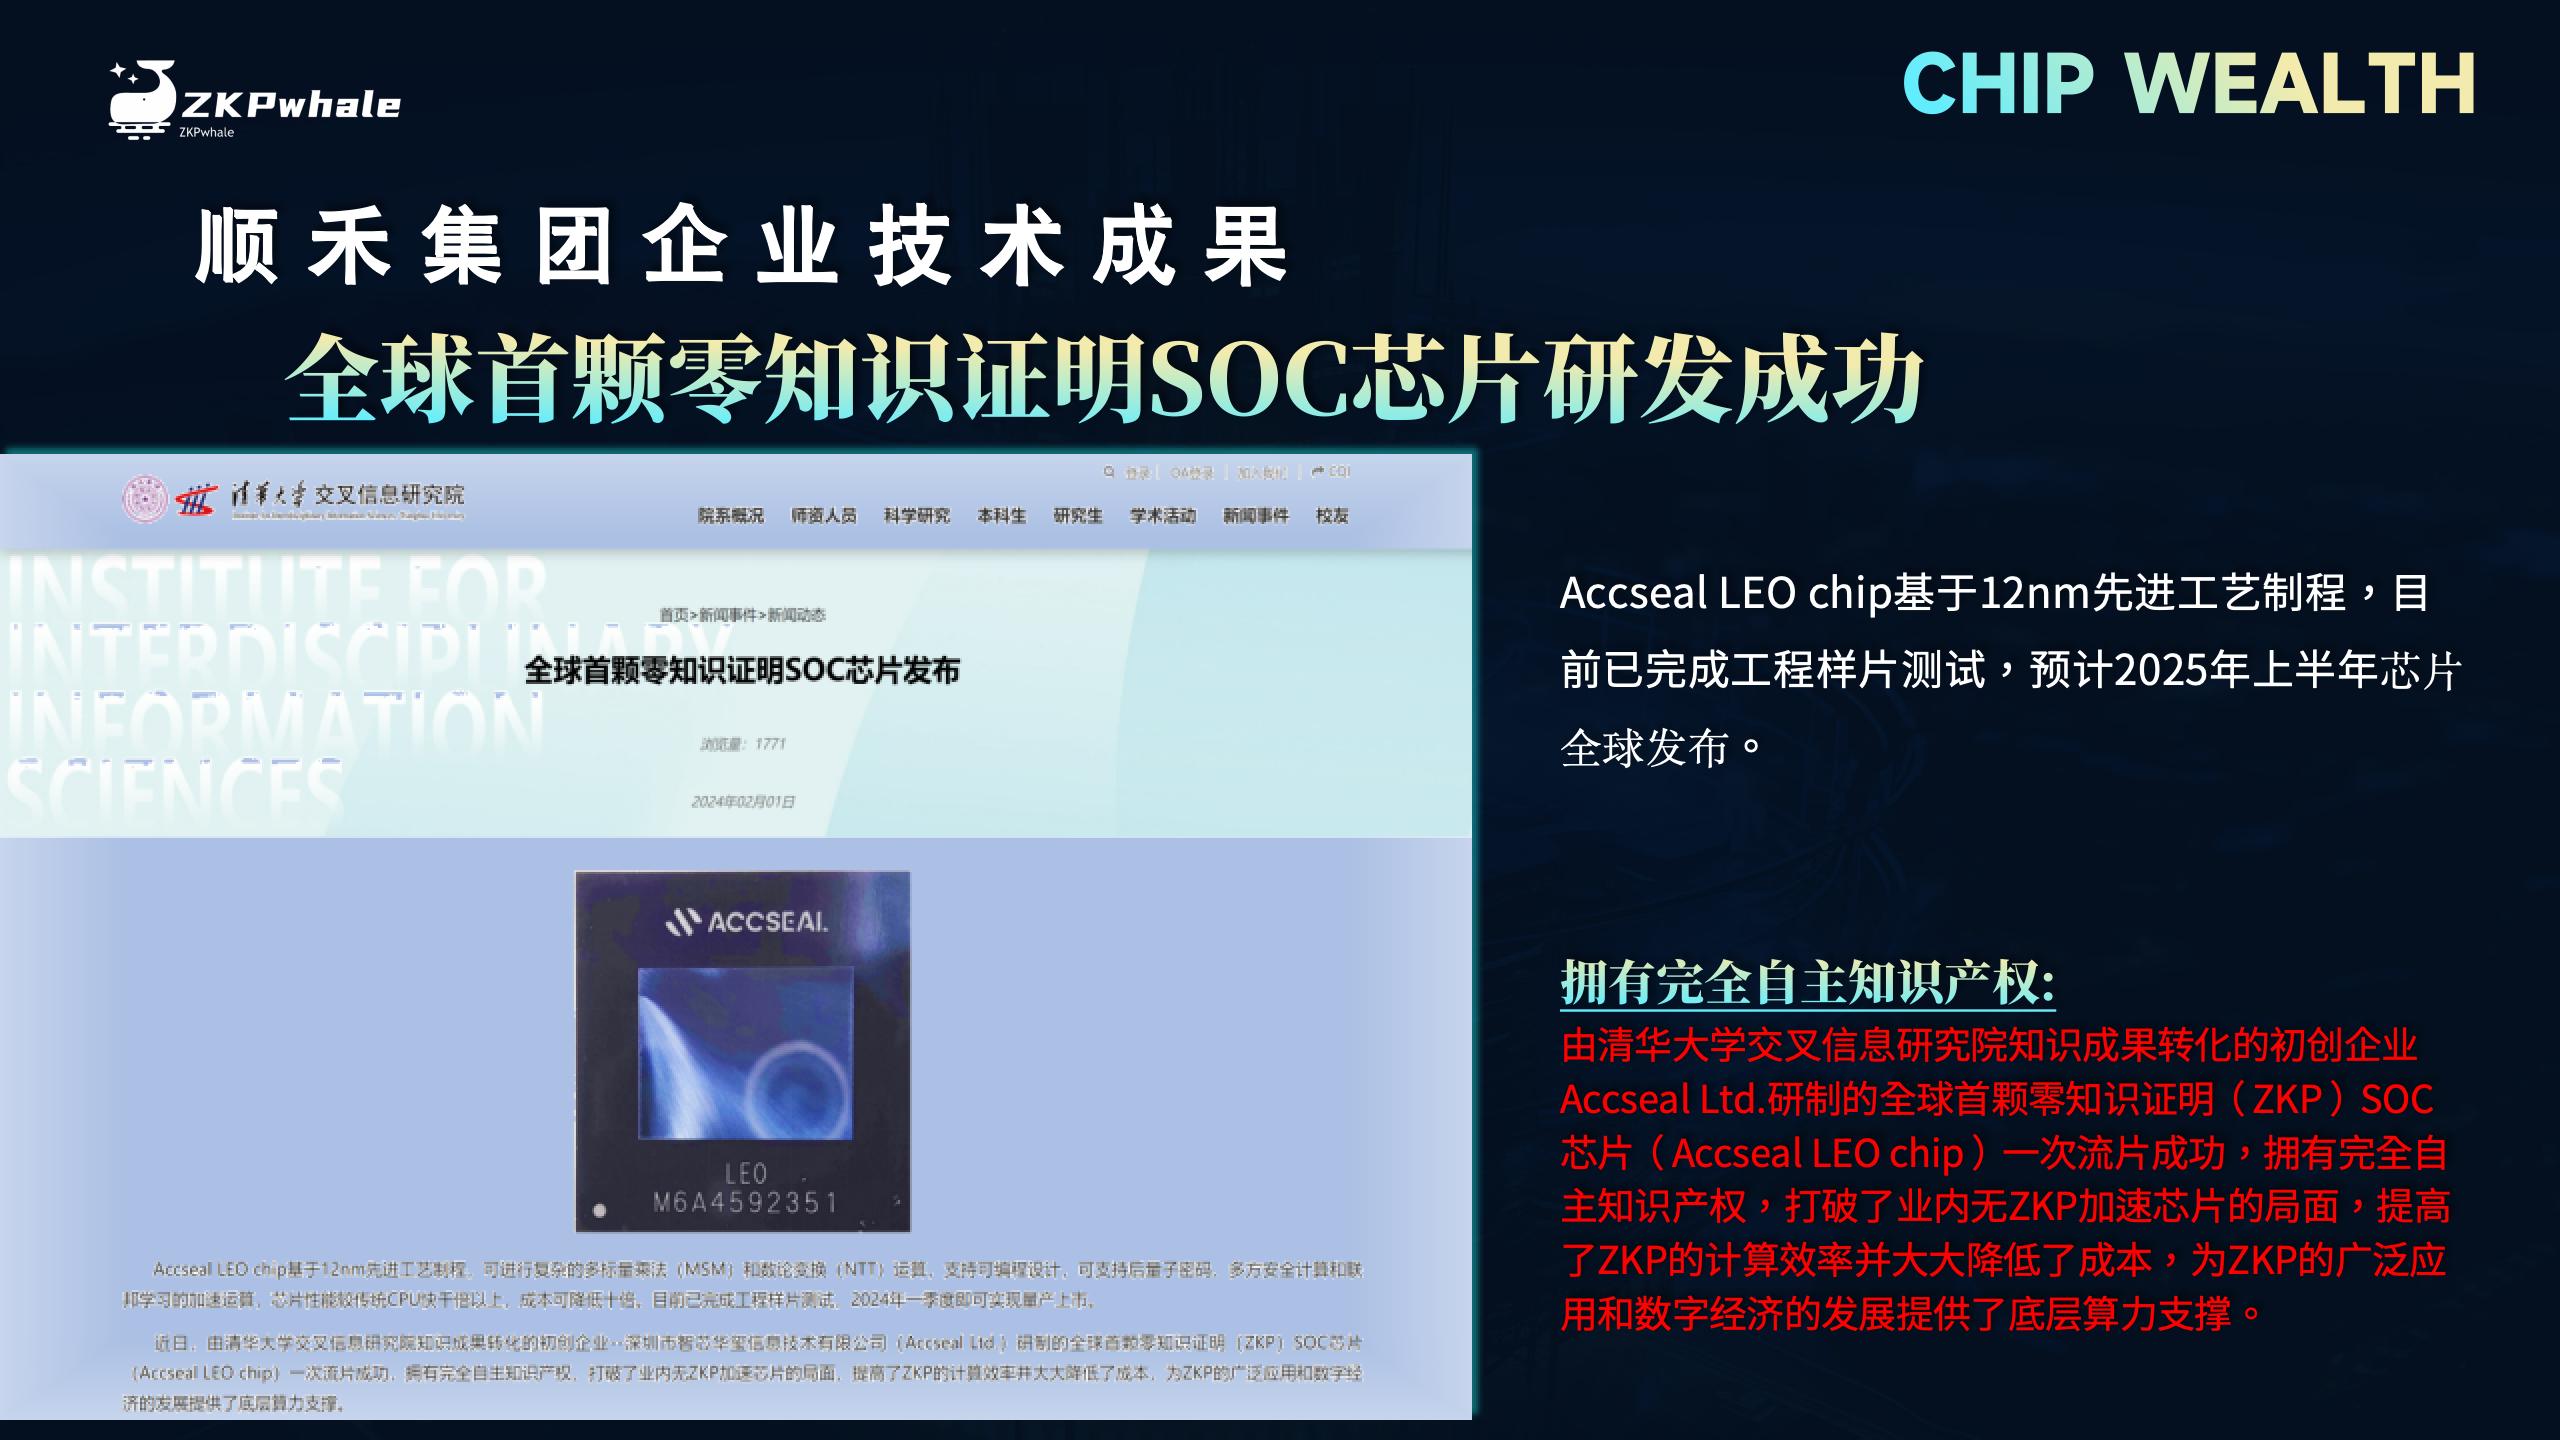 ZKPwhale
ZKPwhale
CHIP WEALTH
顺禾集团企业技术成果
全球首颗零知识证明SOC芯片研发成功
登录 | OA登录 | 加入我们 |
清华大学 交叉信息研究院
院系概况 师资人员 科学研究 本科生 研究生 学术活动 新闻事件 校友
INSTITUTE FOR
INTERDISCIPLINARY
INFORMATION
SCIENCES
首页>新闻事件>新闻动态
全球首颗零知识证明SOC芯片发布
浏览量：1771
2024年02月01日
ACCSEAL
LEO
M6A4592351
Accseal LEO chip基于12nm先进工艺制程，可进行复杂的多标量乘法（MSM）和数论变换（NTT）运算，支持可编程设计，可支持后量子密码，多方安全计算和联
邦学习的加速运算，芯片性能较传统CPU快千倍以上，成本可降低十倍。目前已完成工程样片测试，2024年一季度即可实现量产上市。
近日，由清华大学交叉信息研究院知识成果转化的初创企业--深圳市智芯华玺信息技术有限公司（Accseal Ltd.）研制的全球首颗零知识证明（ZKP）SOC芯片
（Accseal LEO chip）一次流片成功，拥有完全自主知识产权，打破了业内无ZKP加速芯片的局面，提高了ZKP的计算效率并大大降低了成本，为ZKP的广泛应用和数字经
济的发展提供了底层算力支撑。
Accseal LEO chip基于12nm先进工艺制程，目
前已完成工程样片测试，预计2025年上半年芯片
全球发布。
拥有完全自主知识产权:
由清华大学交叉信息研究院知识成果转化的初创企业
Accseal Ltd.研制的全球首颗零知识证明（ZKP）SOC
芯片（Accseal LEO chip）一次流片成功，拥有完全自
主知识产权，打破了业内无ZKP加速芯片的局面，提高
了ZKP的计算效率并大大降低了成本，为ZKP的广泛应
用和数字经济的发展提供了底层算力支撑。